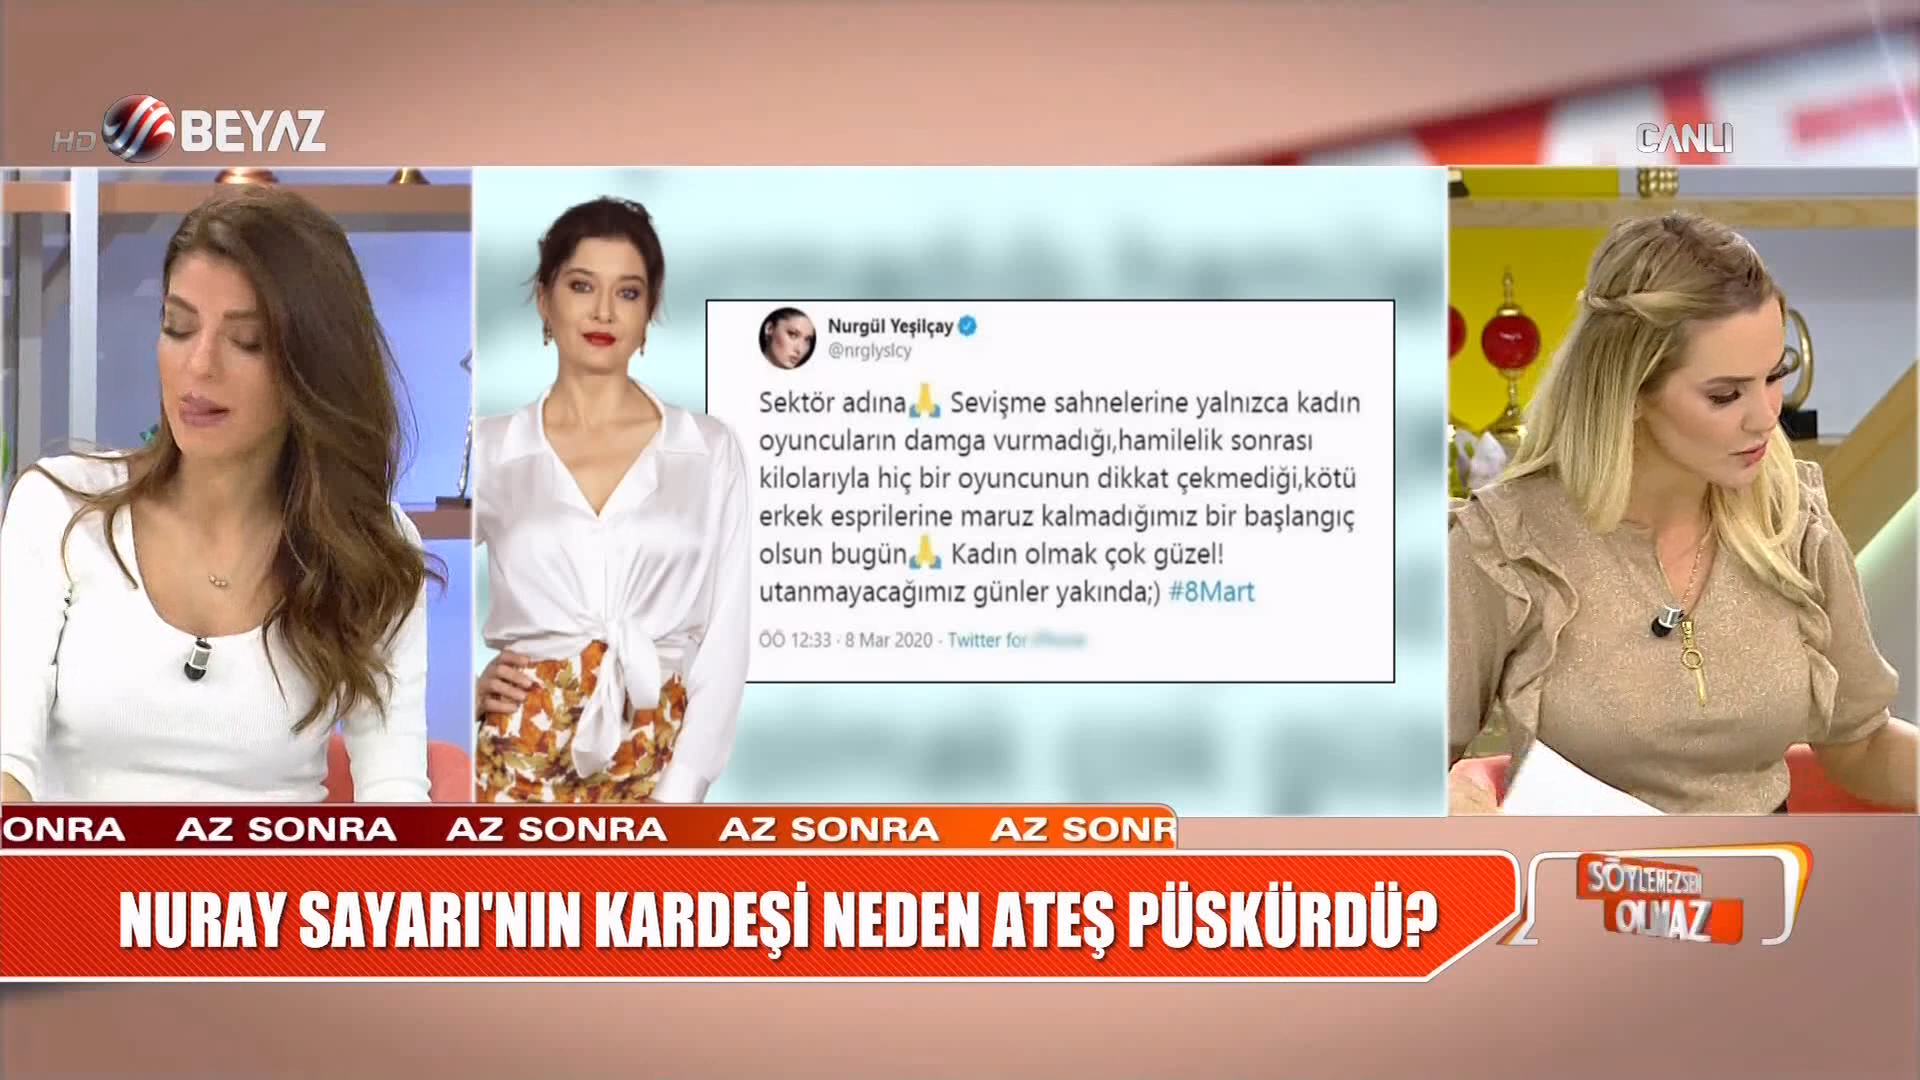 HD BEYAZ
CANLI
Nurgül Yeşilçay
@nrglyslcy
Sektör adına🙏 Sevişme sahnelerine yalnızca kadın
oyuncuların damga vurmadığı,hamilelik sonrası
kilolarıyla hiç bir oyuncunun dikkat çekmediği,kötü
erkek esprilerine maruz kalmadığımız bir başlangıç
olsun bugün🙏 Kadın olmak çok güzel!
utanmayacağımız günler yakında;) #8Mart
ÖÖ 12:33 · 8 Mar 2020 · Twitter for
ONRA AZ SONRA AZ SONRA AZ SONRA AZ SONR
NURAY SAYARI'NIN KARDEŞİ NEDEN ATEŞ PÜSKÜRDÜ?
SÖYLEMEZSEM
OLMAZ